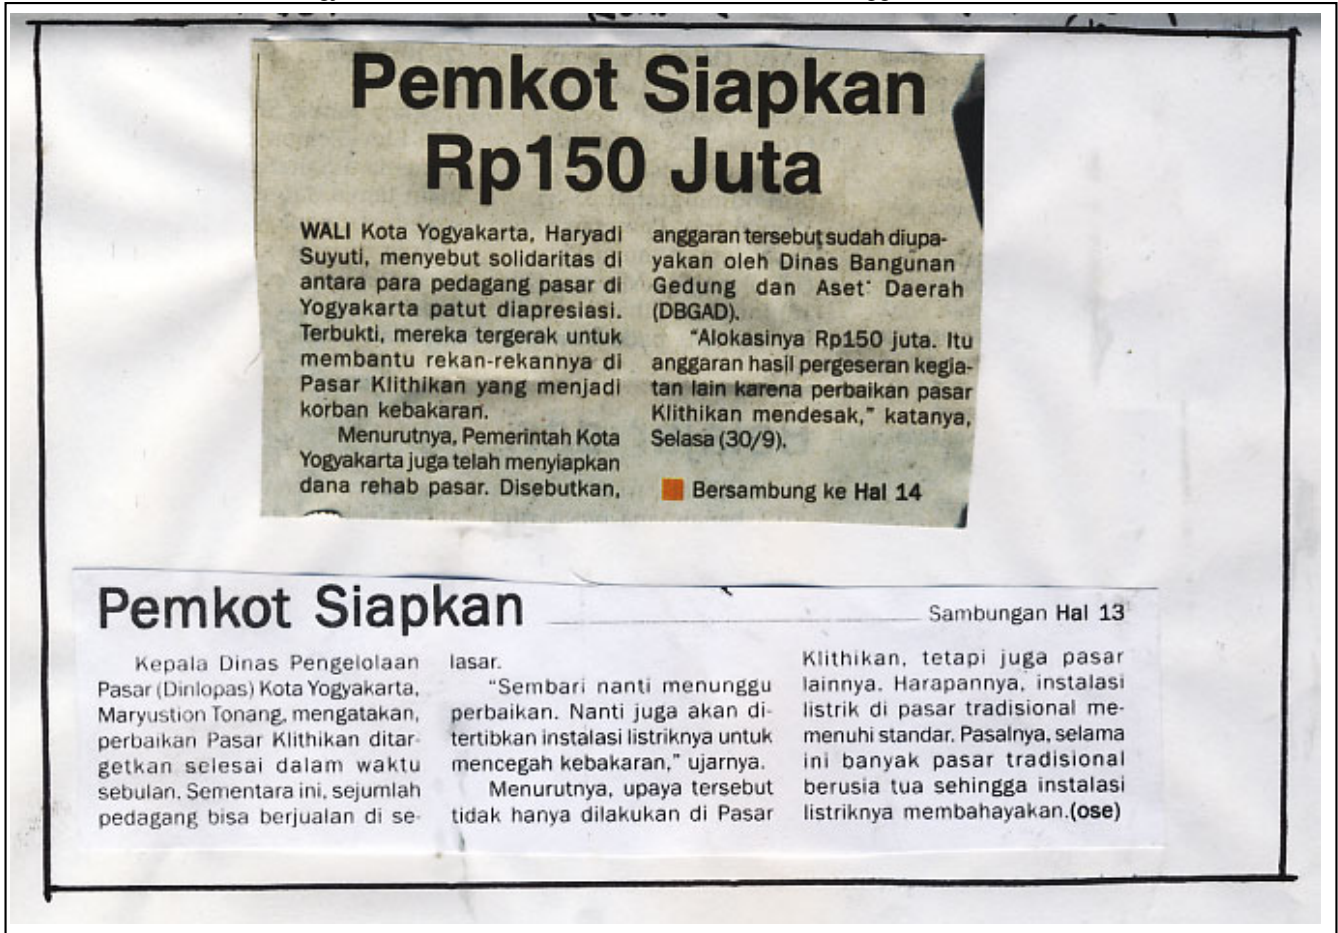 Pemkot Siapkan
Rp150 Juta
WALI Kota Yogyakarta, Haryadi
Suyuti, menyebut solidaritas di
antara para pedagang pasar di
Yogyakarta patut diapresiasi.
Terbukti, mereka tergerak untuk
membantu rekan-rekannya di
Pasar Klithikan yang menjadi
korban kebakaran.
Menurutnya, Pemerintah Kota
Yogyakarta juga telah menyiapkan
dana rehab pasar. Disebutkan,
anggaran tersebut sudah diupa-
yakan oleh Dinas Bangunan
Gedung dan Aset Daerah
(DBGAD).
"Alokasinya Rp150 juta. Itu
anggaran hasil pergeseran kegia-
tan lain karena perbaikan pasar
Klithikan mendesak," katanya,
Selasa (30/9).
Bersambung ke Hal 14
Pemkot Siapkan
Sambungan Hal 13
Kepala Dinas Pengelolaan
Pasar (Dinlopas) Kota Yogyakarta,
Maryustion Tonang, mengatakan,
perbaikan Pasar Klithikan ditar-
getkan selesai dalam waktu
sebulan. Sementara ini, sejumlah
pedagang bisa berjualan di se-
lasar.
"Sembari nanti menunggu
perbaikan. Nanti juga akan di-
tertibkan instalasi listriknya untuk
mencegah kebakaran," ujarnya.
Menurutnya, upaya tersebut
tidak hanya dilakukan di Pasar
Klithikan, tetapi juga pasar
lainnya. Harapannya, instalasi
listrik di pasar tradisional me-
menuhi standar. Pasalnya, selama
ini banyak pasar tradisional
berusia tua sehingga instalasi
listriknya membahayakan.(ose)